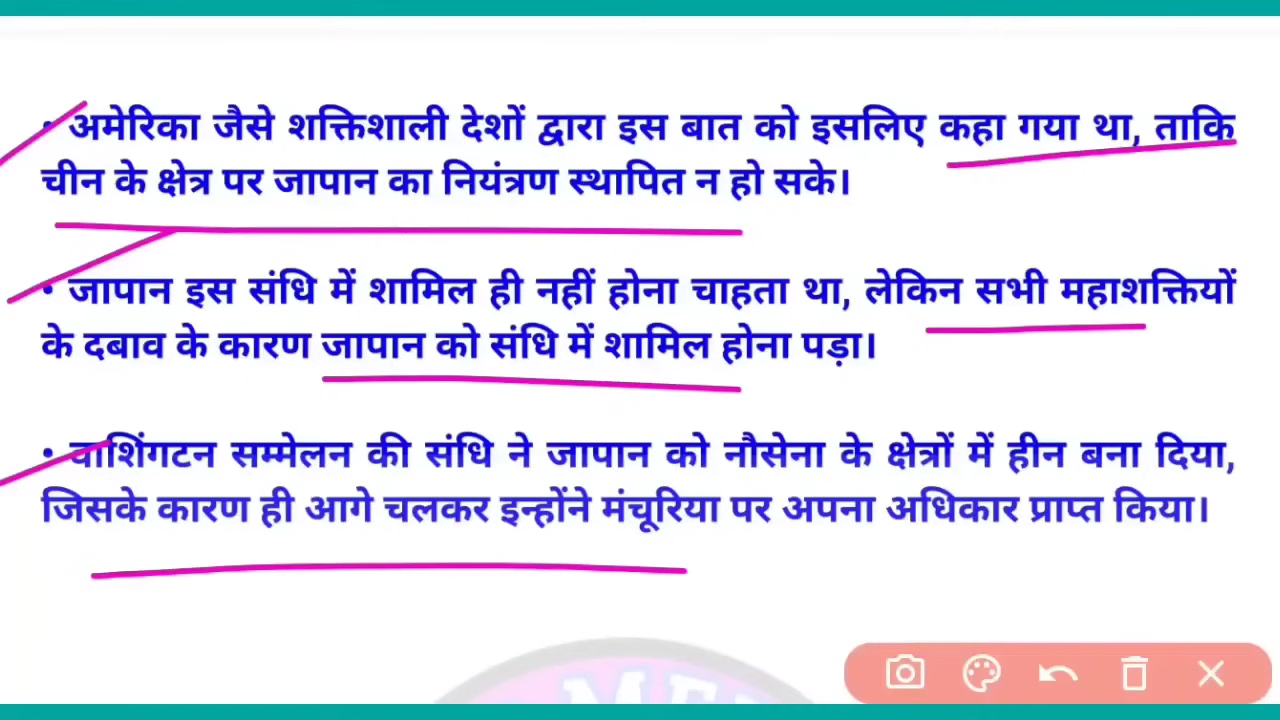 • अमेरिका जैसे शक्तिशाली देशों द्वारा इस बात को इसलिए कहा गया था, ताकि
चीन के क्षेत्र पर जापान का नियंत्रण स्थापित न हो सके।
• जापान इस संधि में शामिल ही नहीं होना चाहता था, लेकिन सभी महाशक्तियों
के दबाव के कारण जापान को संधि में शामिल होना पड़ा।
• वाशिंगटन सम्मेलन की संधि ने जापान को नौसेना के क्षेत्रों में हीन बना दिया,
जिसके कारण ही आगे चलकर इन्होंने मंचूरिया पर अपना अधिकार प्राप्त किया।